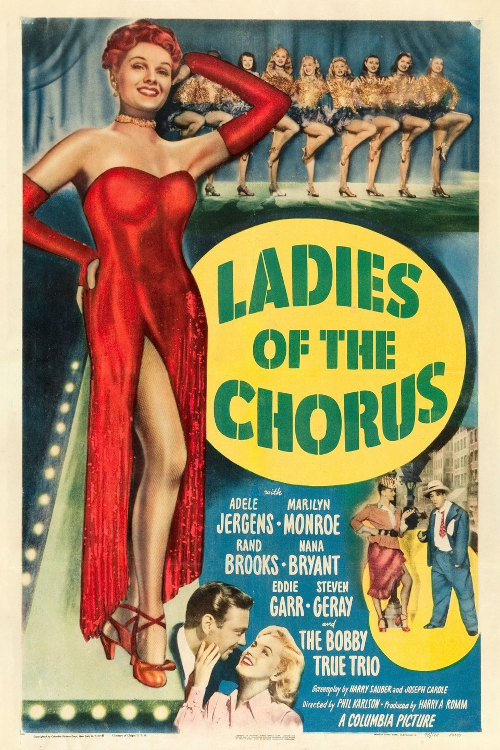 LADIES
OF THE
CHORUS
with
ADELE JERGENS • MARILYN MONROE
RAND BROOKS • NANA BRYANT
EDDIE GARR • STEVEN GERAY
and
THE BOBBY
TRUE TRIO
Screenplay by HARRY SAUBER and JOSEPH CAROLE
Directed by PHIL KARLSON • Produced by HARRY A. ROMM
A COLUMBIA PICTURE